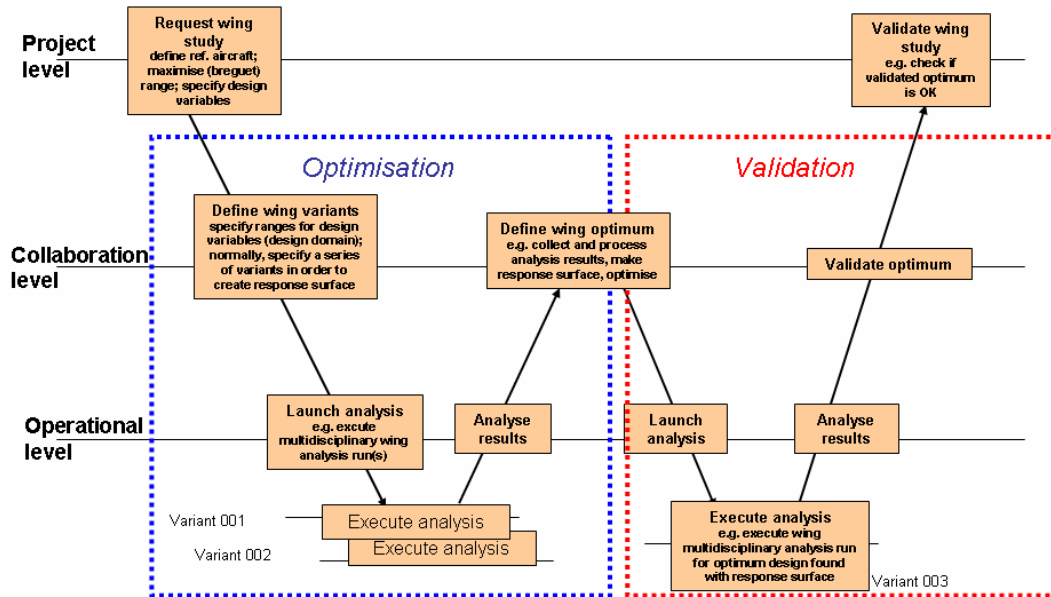 Project
level
Request wing
study
define ref. aircraft;
maximise (breguet)
range; specify design
variables
Validate wing
study
e.g. check if
validated optimum
is OK
Optimisation
Validation
Collaboration
level
Define wing variants
specify ranges for design
variables (design domain);
normally, specify a series
of variants in order to
create response surface
Define wing optimum
e.g. collect and process
analysis results, make
response surface, optimise
Validate optimum
Operational
level
Launch analysis
e.g. excute
multidisciplinary wing
analysis run(s)
Analyse
results
Launch
analysis
Analyse
results
Variant 001
Execute analysis
Variant 002
Execute analysis
Execute analysis
e.g. execute wing
multidisciplinary analysis run
for optimum design found
with response surface
Variant 003